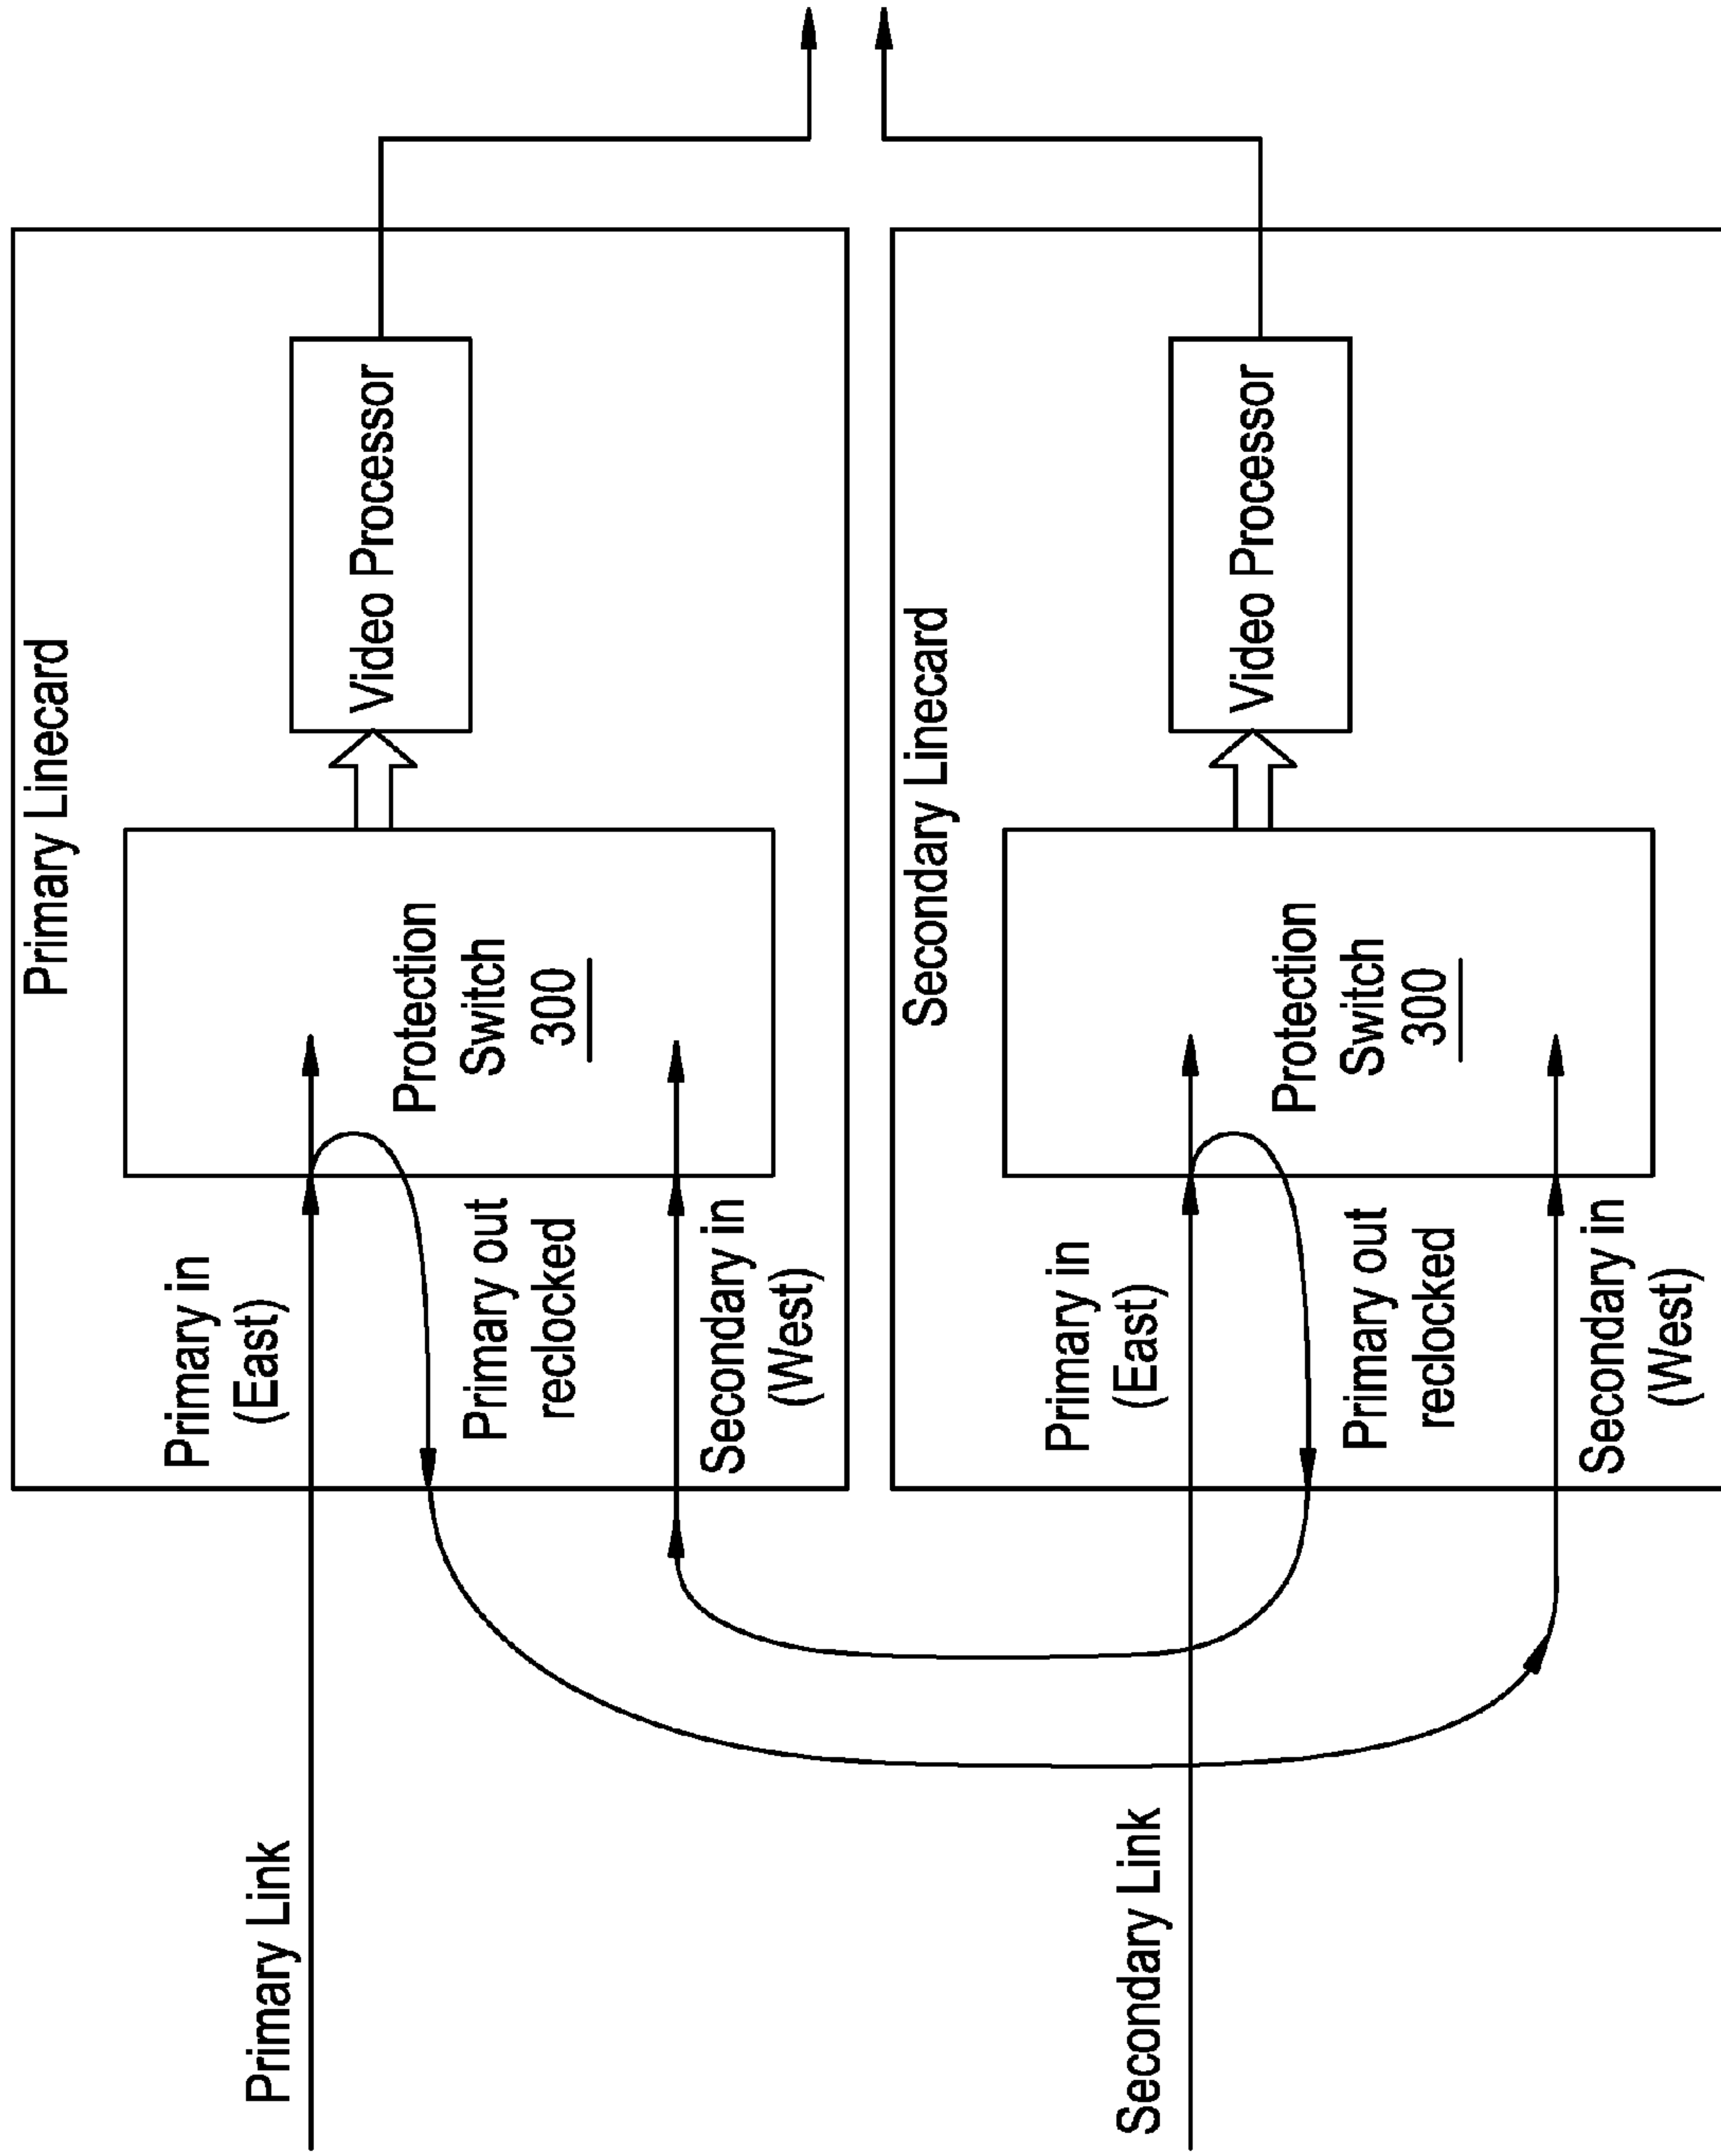 Primary Linecard
Primary Link
Primary in
(East)
Primary out
reclocked
Secondary in
(West)
Protection
Switch
300
Video Processor
Secondary Linecard
Secondary Link
Primary in
(East)
Primary out
reclocked
Secondary in
(West)
Protection
Switch
300
Video Processor